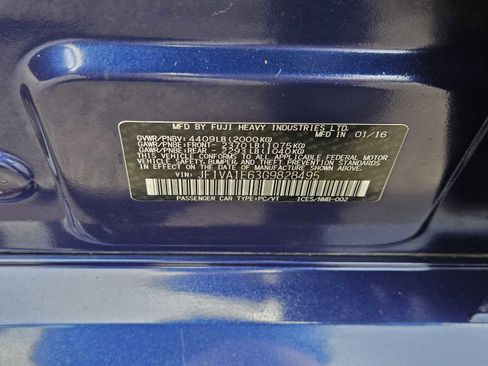 MFD BY FUJI HEAVY INDUSTRIES LTD.
MFD IN 01/16
GVWR/PNBV: 4409LB(2000KG)
GAWR/PNBE:FRONT- 2370LB(1075KG)
GAWR/PNBE:REAR - 2293LB(1040KG)
THIS VEHICLE CONFORMS TO ALL APPLICABLE FEDERAL
MOTOR VEHICLE SAFETY, BUMPER, AND THEFT PREVENTION
STANDARDS IN EFFECT ON THE DATE OF MANUFACTURE SHOWN ABOVE.
VIN: JF1VA1E63G9828495
PASSENGER CAR TYPE:PC/VT ICES/NMB-002